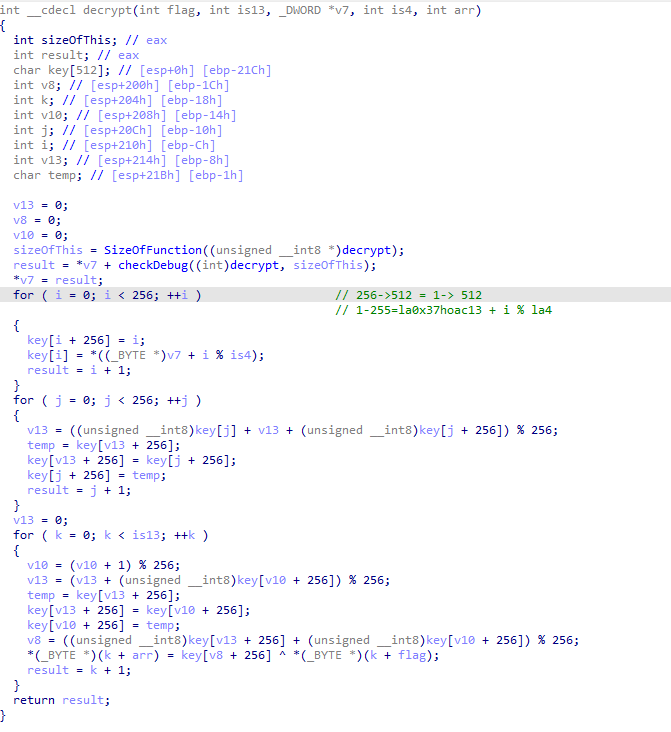 int __cdecl decrypt(int flag, int is13, _DWORD *v7, int is4, int arr)
{
  int sizeOfThis; // eax
  int result; // eax
  char key[512]; // [esp+0h] [ebp-21Ch]
  int v8; // [esp+200h] [ebp-1Ch]
  int k; // [esp+204h] [ebp-18h]
  int v10; // [esp+208h] [ebp-14h]
  int j; // [esp+20Ch] [ebp-10h]
  int i; // [esp+210h] [ebp-Ch]
  int v13; // [esp+214h] [ebp-8h]
  char temp; // [esp+21Bh] [ebp-1h]

  v13 = 0;
  v8 = 0;
  v10 = 0;
  sizeOfThis = SizeOfFunction((unsigned __int8 *)decrypt);
  result = *v7 + checkDebug((int)decrypt, sizeOfThis);
  *v7 = result;
  for ( i = 0; i < 256; ++i )                   // 256->512 = 1-> 512
                                                // 1-255=la0x37hoac13 + i % la4
  {
    key[i + 256] = i;
    key[i] = *((_BYTE *)v7 + i % is4);
    result = i + 1;
  }
  for ( j = 0; j < 256; ++j )
  {
    v13 = ((unsigned __int8)key[j] + v13 + (unsigned __int8)key[j + 256]) % 256;
    temp = key[v13 + 256];
    key[v13 + 256] = key[j + 256];
    key[j + 256] = temp;
    result = j + 1;
  }
  v13 = 0;
  for ( k = 0; k < is13; ++k )
  {
    v10 = (v10 + 1) % 256;
    v13 = (v13 + (unsigned __int8)key[v10 + 256]) % 256;
    temp = key[v13 + 256];
    key[v13 + 256] = key[v10 + 256];
    key[v10 + 256] = temp;
    v8 = ((unsigned __int8)key[v13 + 256] + (unsigned __int8)key[v10 + 256]) % 256;
    *(_BYTE *)(k + arr) = key[v8 + 256] ^ *(_BYTE *)(k + flag);
    result = k + 1;
  }
  return result;
}